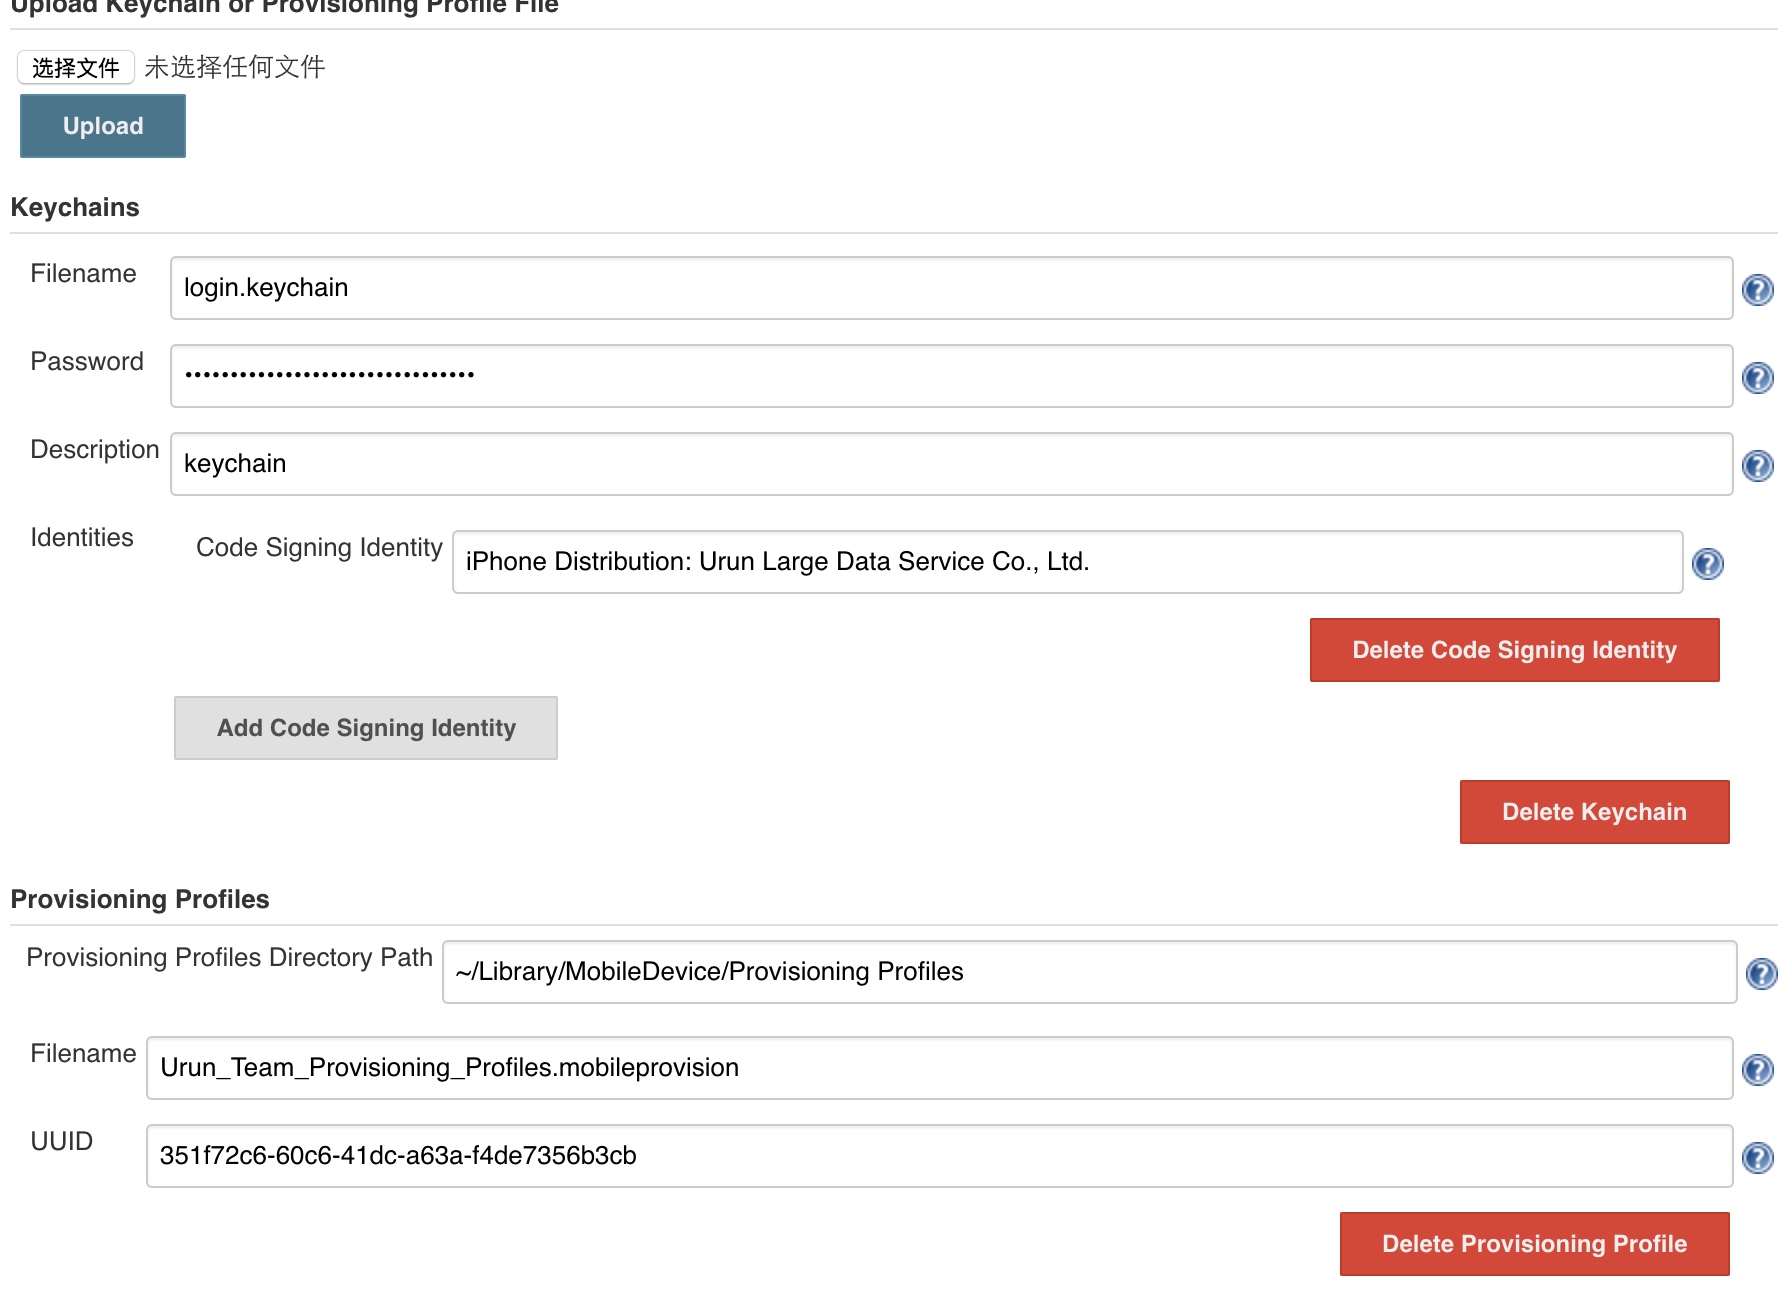 Upload Keychain or Provisioning Profile File
选择文件 未选择任何文件
Upload
Keychains
Filename login.keychain
Password ••••••••••••••••••••••••••••••••
Description keychain
Identities Code Signing Identity iPhone Distribution: Urun Large Data Service Co., Ltd.
Delete Code Signing Identity
Add Code Signing Identity
Delete Keychain
Provisioning Profiles
Provisioning Profiles Directory Path ~/Library/MobileDevice/Provisioning Profiles
Filename Urun_Team_Provisioning_Profiles.mobileprovision
UUID 351f72c6-60c6-41dc-a63a-f4de7356b3cb
Delete Provisioning Profile